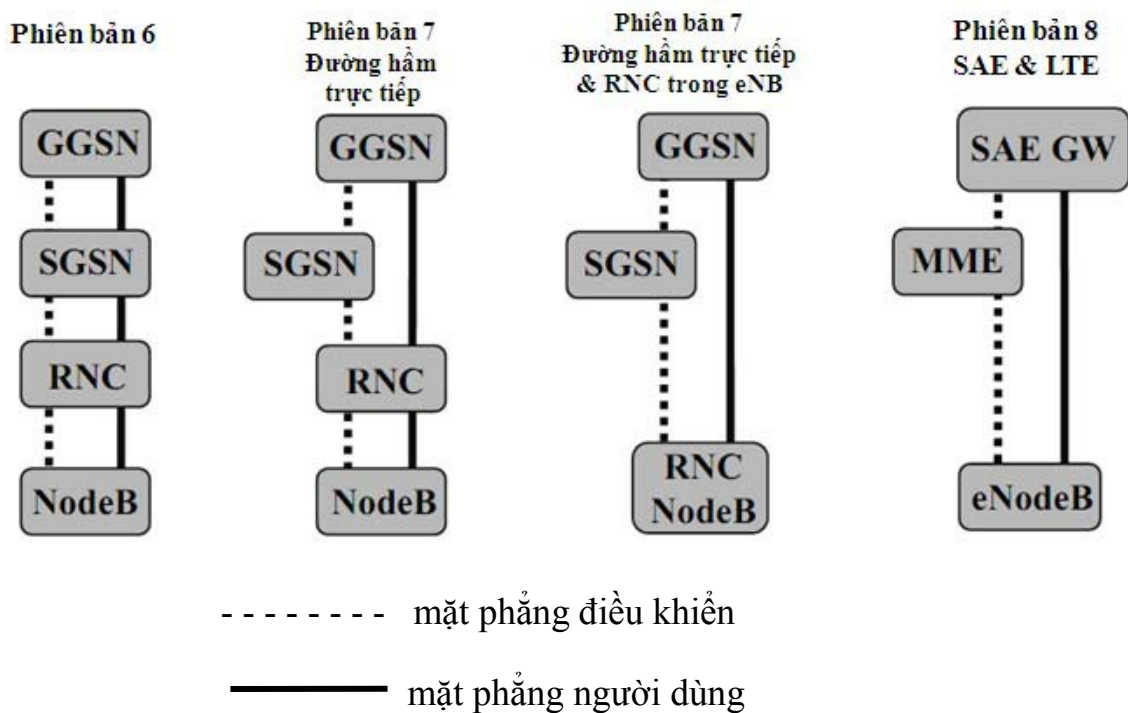 Phiên bản 6
GGSN
SGSN
RNC
NodeB
Phiên bản 7
Đường hầm
trực tiếp
GGSN
SGSN
RNC
NodeB
Phiên bản 7
Đường hầm trực tiếp
& RNC trong eNB
GGSN
SGSN
RNC
NodeB
Phiên bản 8
SAE & LTE
SAE GW
MME
eNodeB
mặt phẳng điều khiển
mặt phẳng người dùng